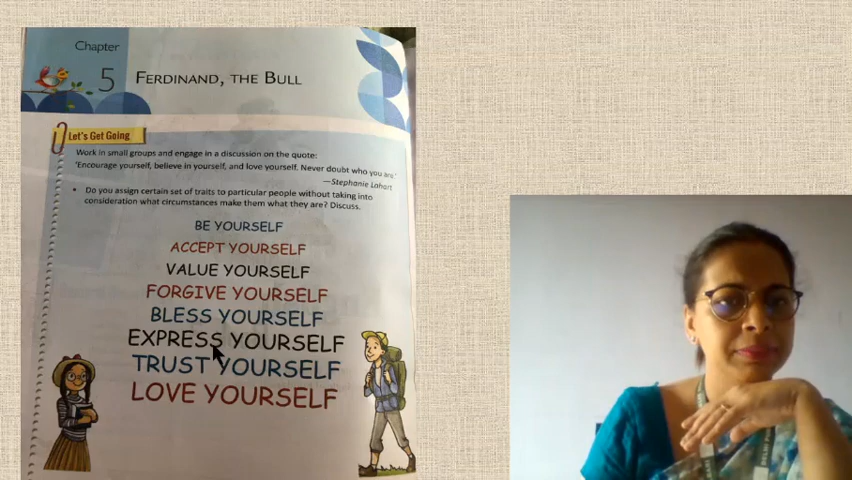 Chapter
5
FERDINAND, THE BULL
Let's Get Going
Work in small groups and engage in a discussion on the quote:
"Encourage yourself, believe in yourself, and love yourself. Never doubt who you are."
—Stephanie Lahart
• Do you assign certain set of traits to particular people without taking into
consideration what circumstances make them what they are? Discuss.
BE YOURSELF
ACCEPT YOURSELF
VALUE YOURSELF
FORGIVE YOURSELF
BLESS YOURSELF
EXPRESS YOURSELF
TRUST YOURSELF
LOVE YOURSELF